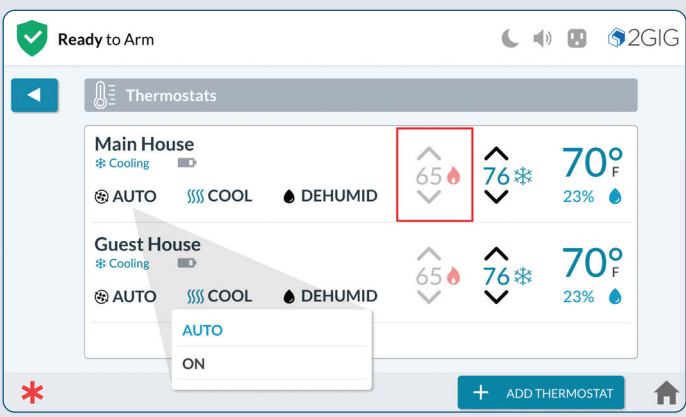 Ready to Arm
2GIG
Thermostats
Main House
Cooling
65 76 70° F
AUTO COOL DEHUMID 23%
Guest House
Cooling
65 76 70° F
AUTO COOL DEHUMID 23%
AUTO
ON
+ ADD THERMOSTAT